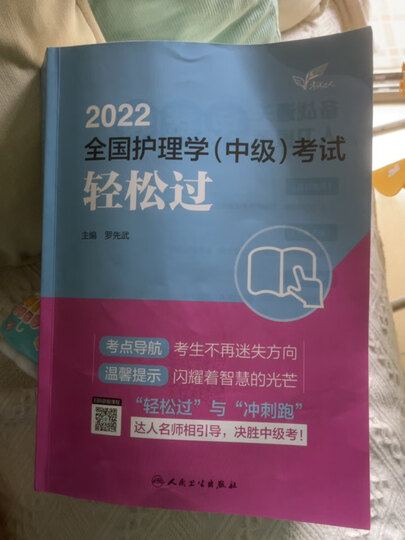 2022
全国护理学（中级）考试
轻松过
主编 罗先武
考点导航 考生不再迷失方向
温馨提示 闪耀着智慧的光芒
“轻松过”与“冲刺跑”
达人名师相引导，决胜中级考！
人民卫生出版社